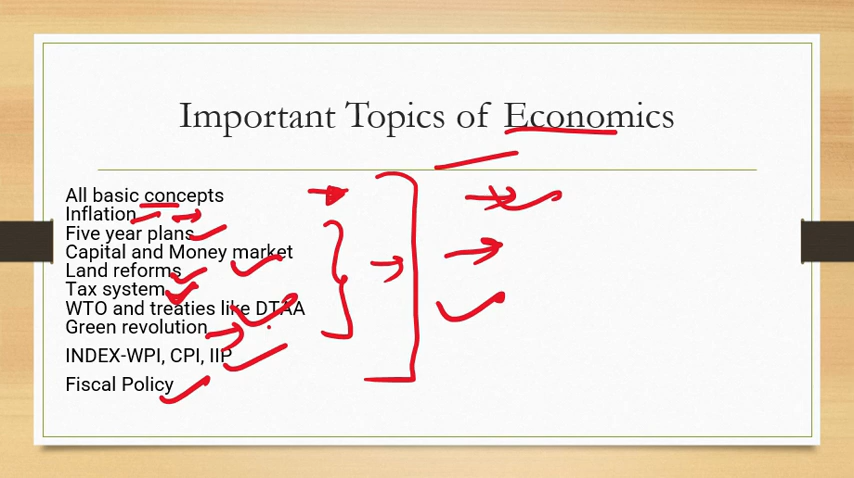 Important Topics of Economics
All basic concepts
Inflation
Five year plans
Capital and Money market
Land reforms
Tax system
WTO and treaties like DTAA
Green revolution
INDEX-WPI, CPI, IIP
Fiscal Policy